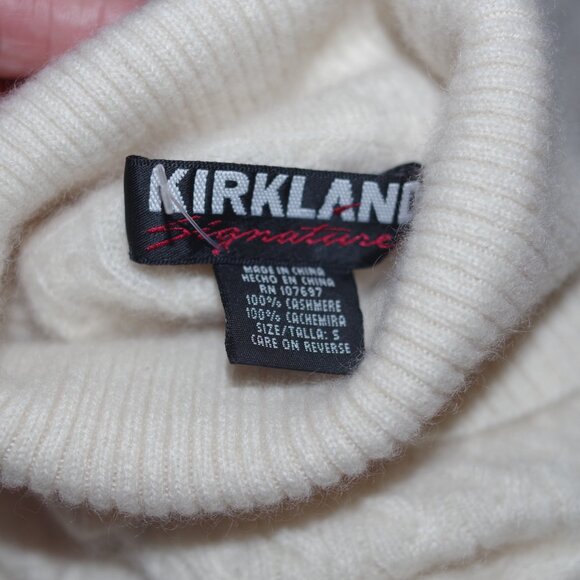 KIRKLAND
Signature
MADE IN CHINA
HECHO EN CHINA
RN 107697
100% CASHMERE
100% CACHEMIRA
SIZE/TALLA: S
CARE ON REVERSE